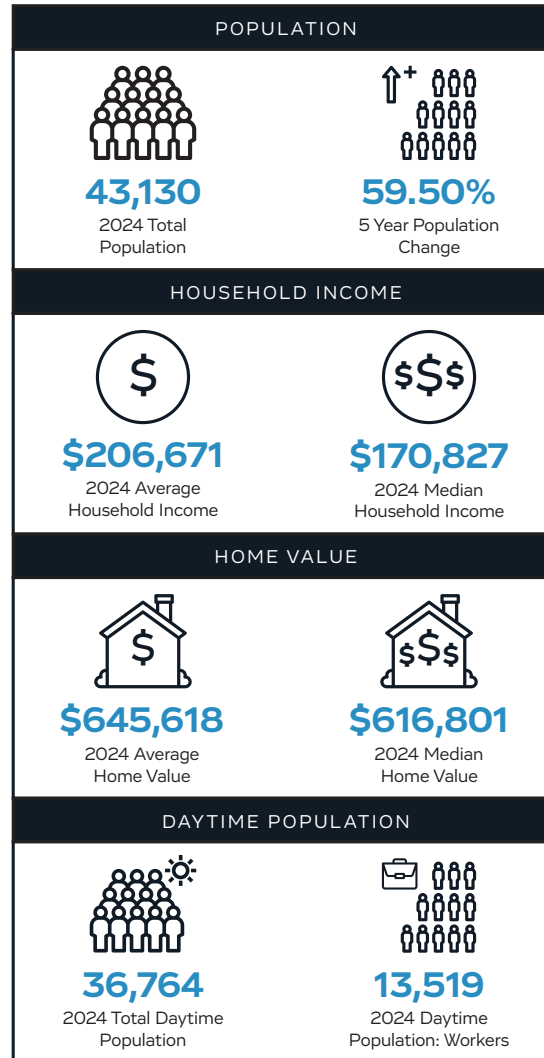 POPULATION
43,130
2024 Total
Population
59.50%
5 Year Population
Change
HOUSEHOLD INCOME
$
$206,671
2024 Average
Household Income
$$$
$170,827
2024 Median
Household Income
HOME VALUE
$
$645,618
2024 Average
Home Value
$$$
$616,801
2024 Median
Home Value
DAYTIME POPULATION
36,764
2024 Total Daytime
Population
13,519
2024 Daytime
Population: Workers